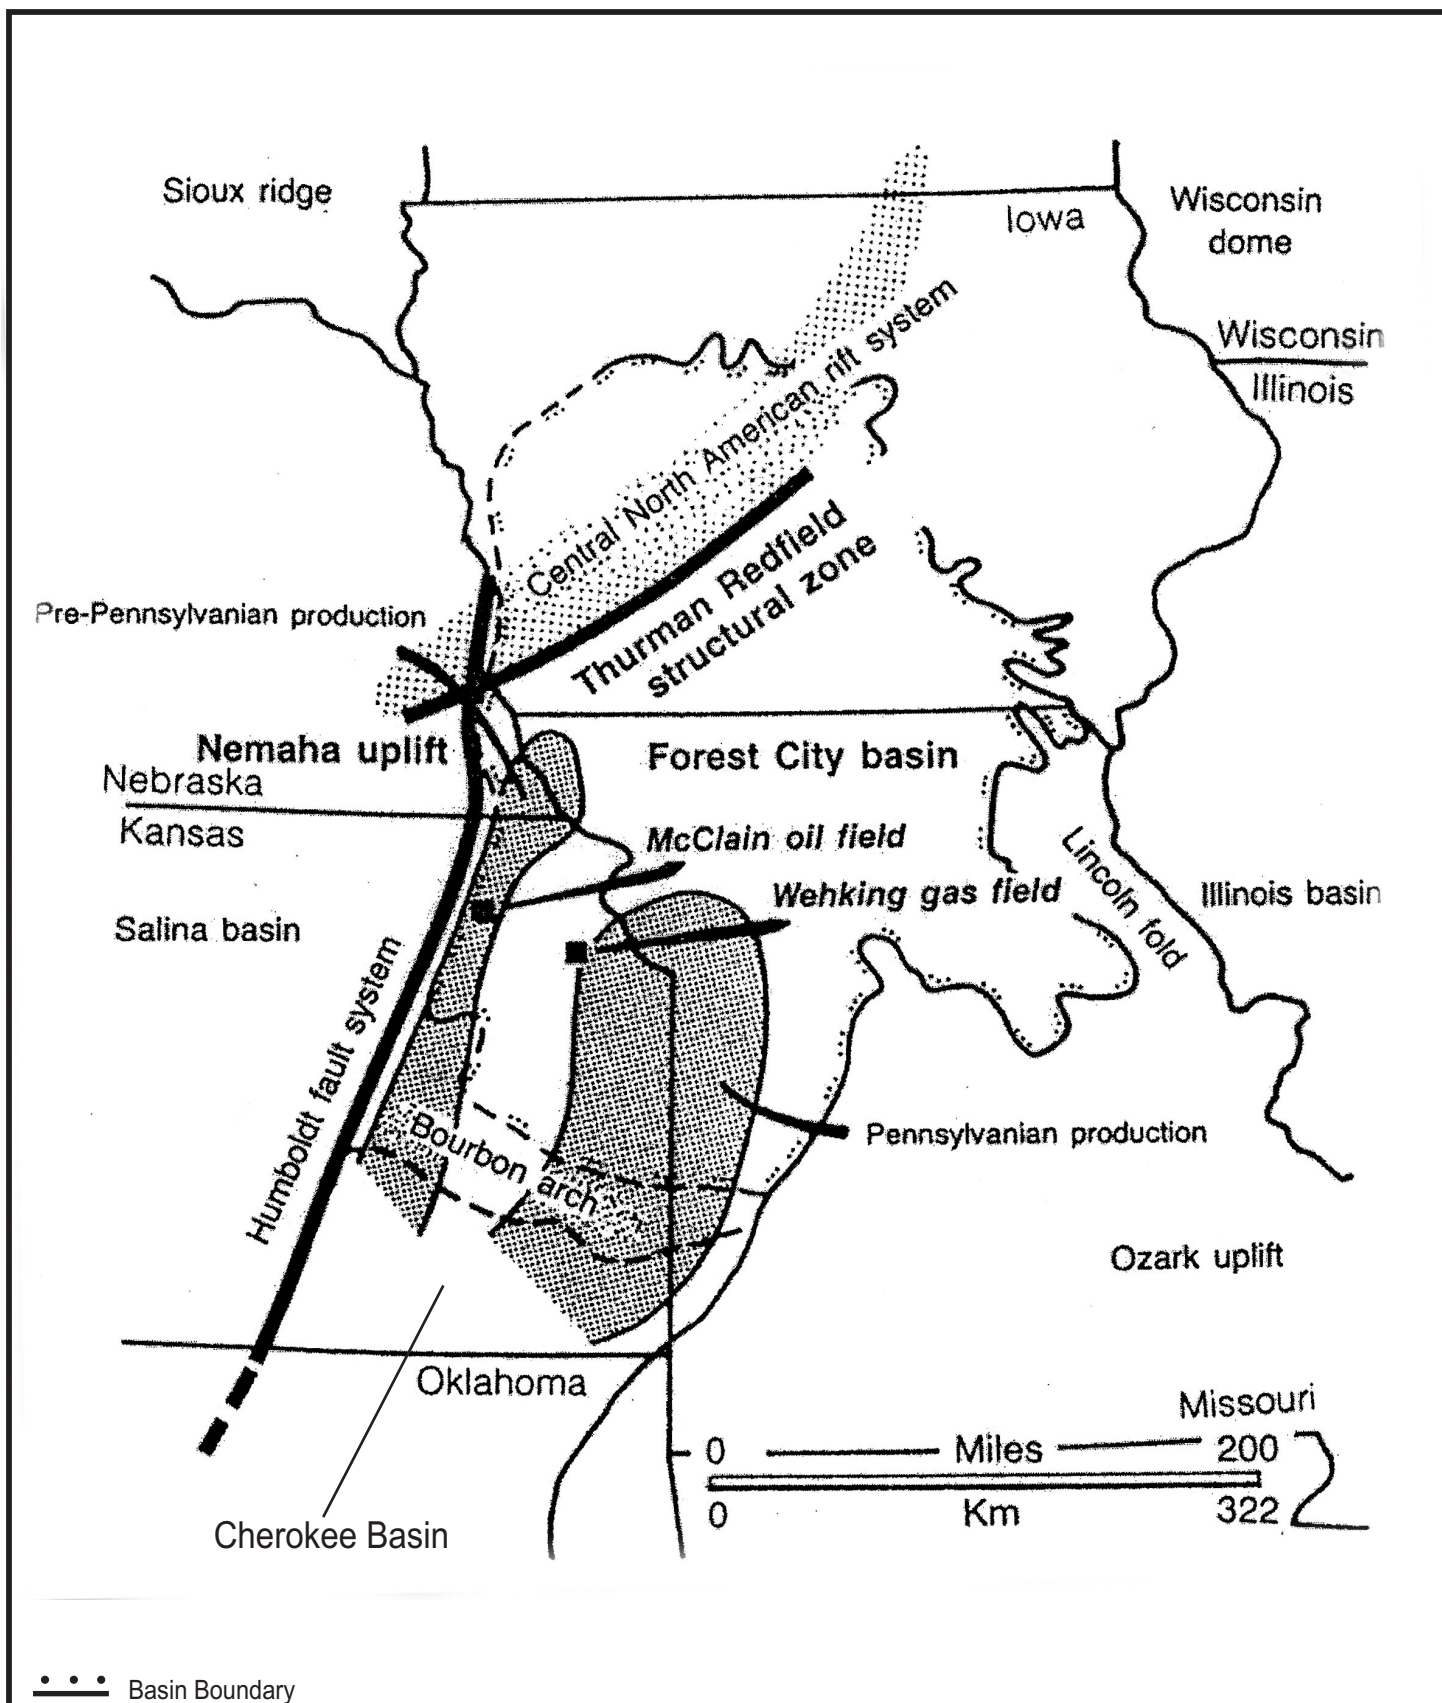 Sioux ridge
Iowa
Wisconsin
dome
Wisconsin
Illinois
Central North American rift system
Thurman Redfield
structural zone
Pre-Pennsylvanian production
Nemaha uplift
Forest City basin
Nebraska
Kansas
McClain oil field
Wehking gas field
Lincoln fold
Illinois basin
Salina basin
Humboldt fault system
Bourbon arch
Pennsylvanian production
Ozark uplift
Oklahoma
Missouri
0 Miles 200
0 Km 322
Cherokee Basin
Basin Boundary